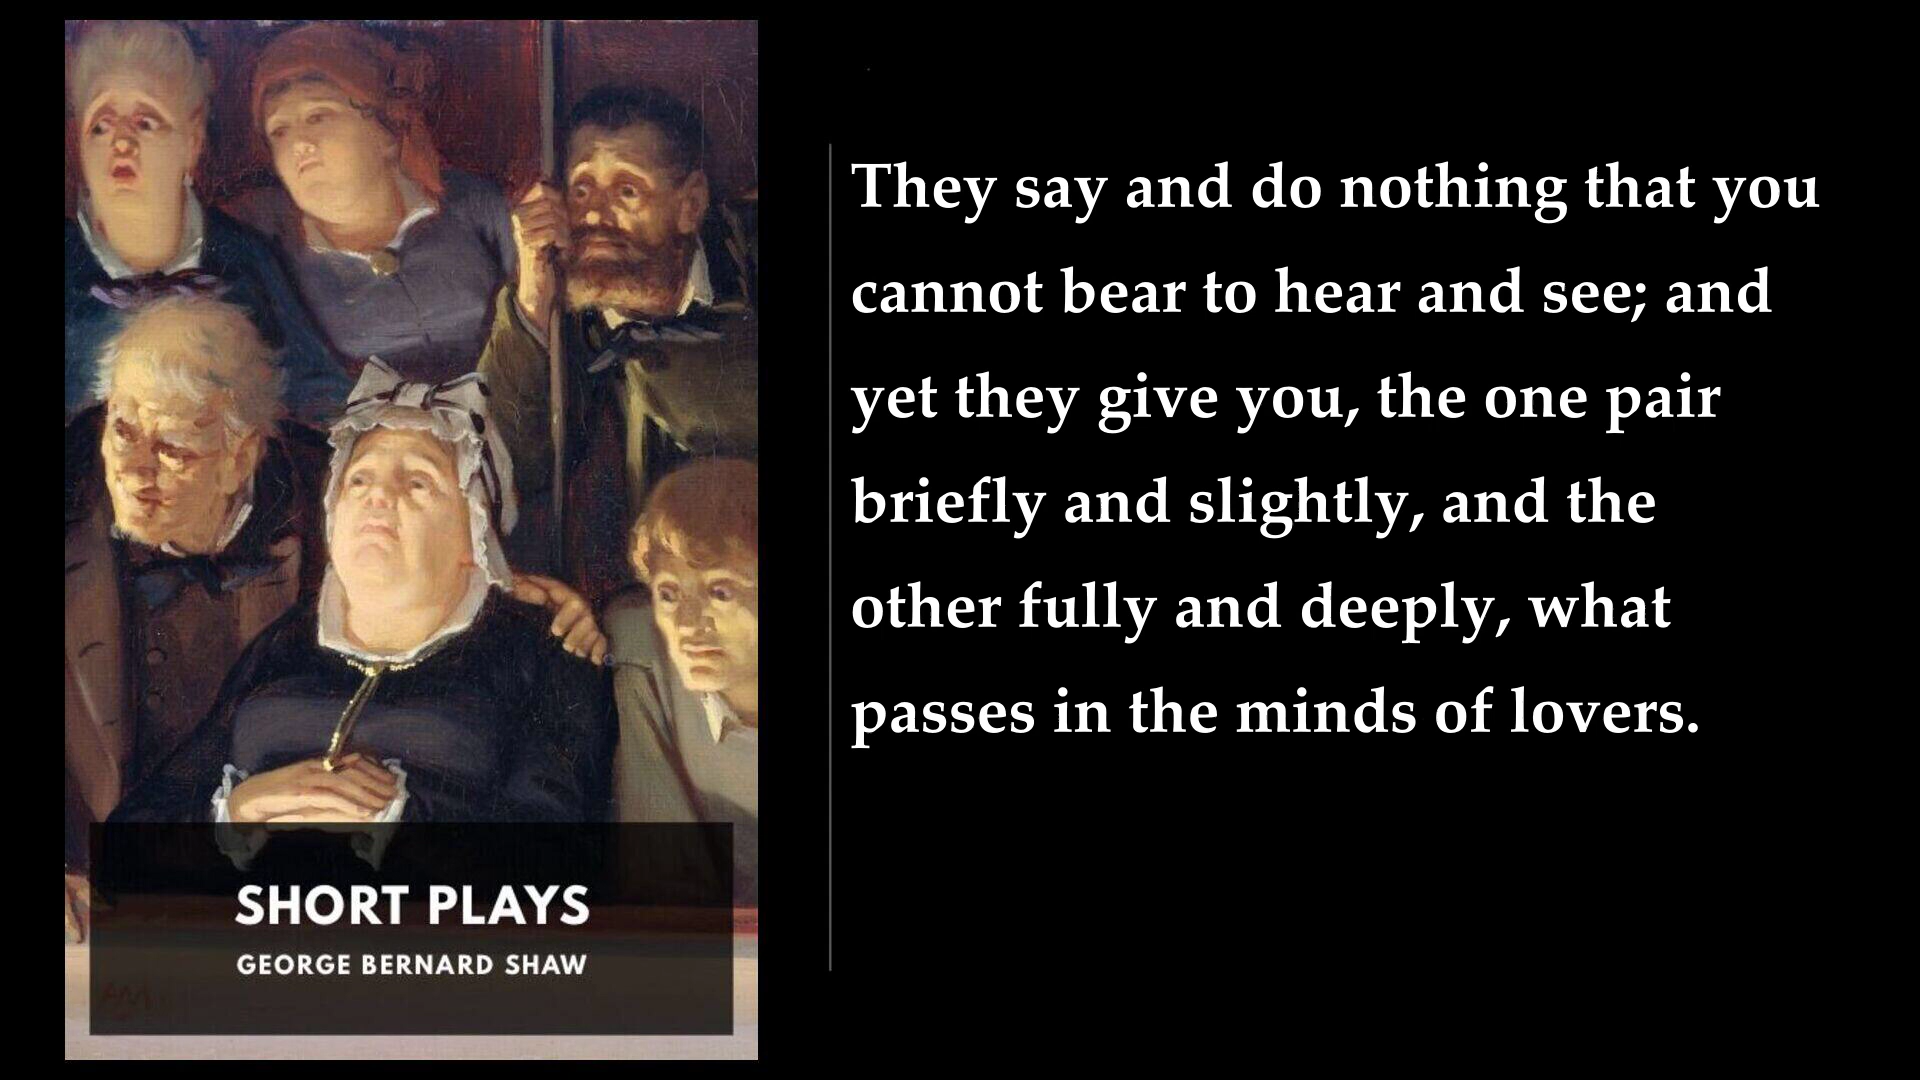 They say and do nothing that you
cannot bear to hear and see; and
yet they give you, the one pair
briefly and slightly, and the
other fully and deeply, what
passes in the minds of lovers.
SHORT PLAYS
GEORGE BERNARD SHAW